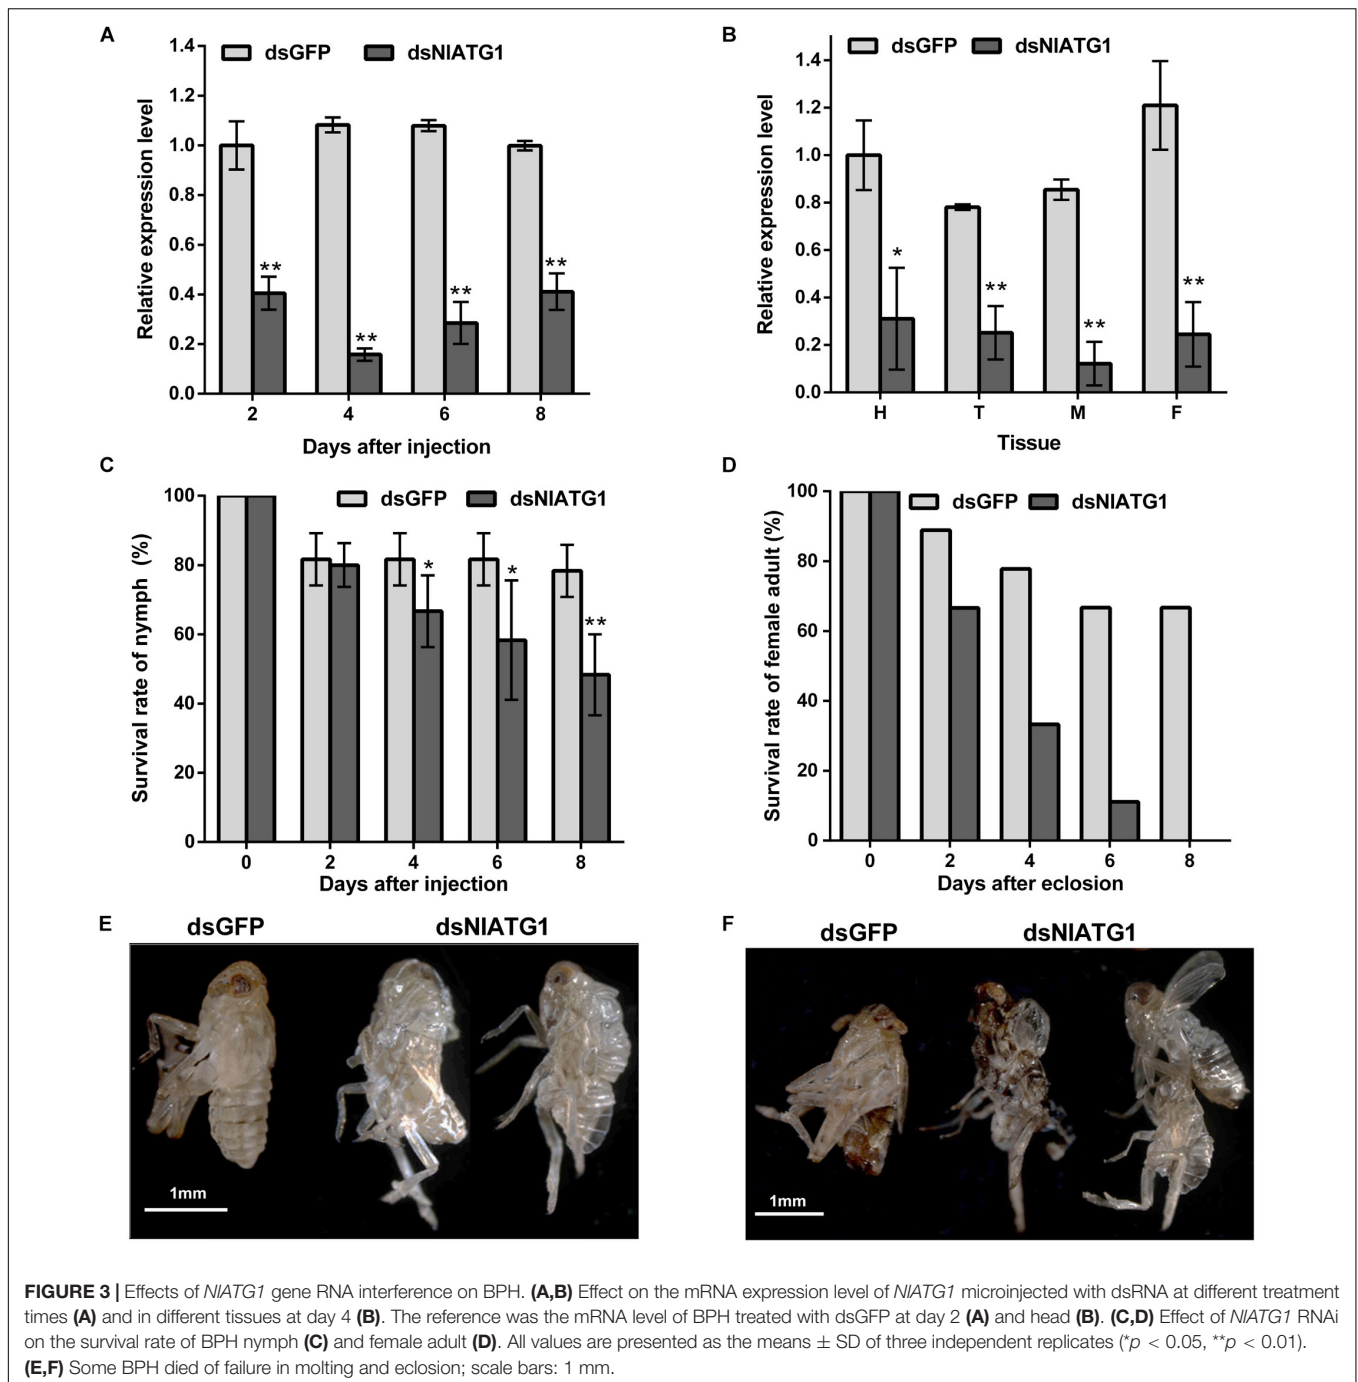 A
dsGFP dsNlATG1
Relative expression level
1.4
1.2
1.0
0.8
0.6
0.4
0.2
0.0
** ** ** **
2 4 6 8
Days after injection
B
dsGFP dsNlATG1
Relative expression level
1.4
1.2
1.0
0.8
0.6
0.4
0.2
0.0
* ** ** **
H T M F
Tissue
C
dsGFP dsNlATG1
Survival rate of nymph (%)
100
80
60
40
20
0
* * **
0 2 4 6 8
Days after injection
D
dsGFP dsNlATG1
Survival rate of female adult (%)
100
80
60
40
20
0
0 2 4 6 8
Days after eclosion
E
dsGFP dsNlATG1
1mm
F
dsGFP dsNlATG1
1mm
FIGURE 3 | Effects of NlATG1 gene RNA interference on BPH. (A,B) Effect on the mRNA expression level of NlATG1 microinjected with dsRNA at different treatment
times (A) and in different tissues at day 4 (B). The reference was the mRNA level of BPH treated with dsGFP at day 2 (A) and head (B). (C,D) Effect of NlATG1 RNAi
on the survival rate of BPH nymph (C) and female adult (D). All values are presented as the means ± SD of three independent replicates (*p < 0.05, **p < 0.01).
(E,F) Some BPH died of failure in molting and eclosion; scale bars: 1 mm.